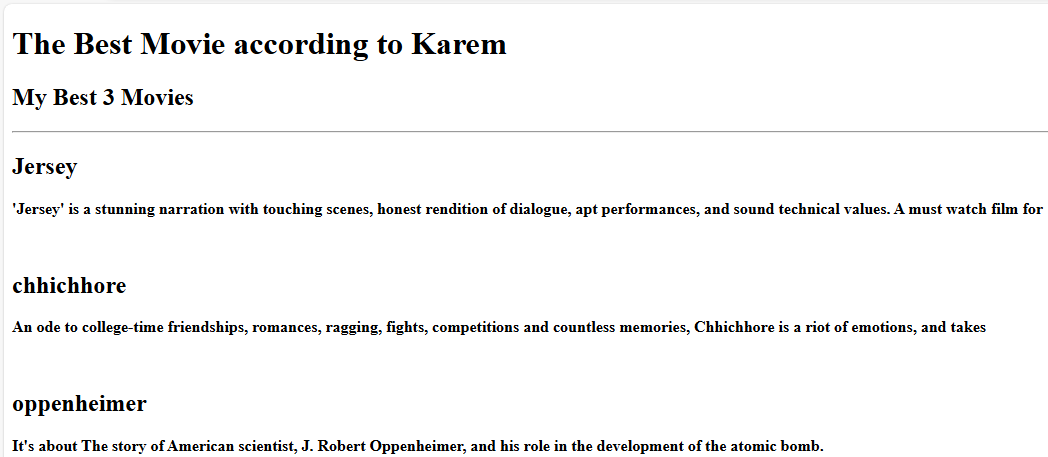 The Best Movie according to Karem
My Best 3 Movies
Jersey
'Jersey' is a stunning narration with touching scenes, honest rendition of dialogue, apt performances, and sound technical values. A must watch film for
chhichhore
An ode to college-time friendships, romances, ragging, fights, competitions and countless memories, Chhichhore is a riot of emotions, and takes
oppenheimer
It's about The story of American scientist, J. Robert Oppenheimer, and his role in the development of the atomic bomb.